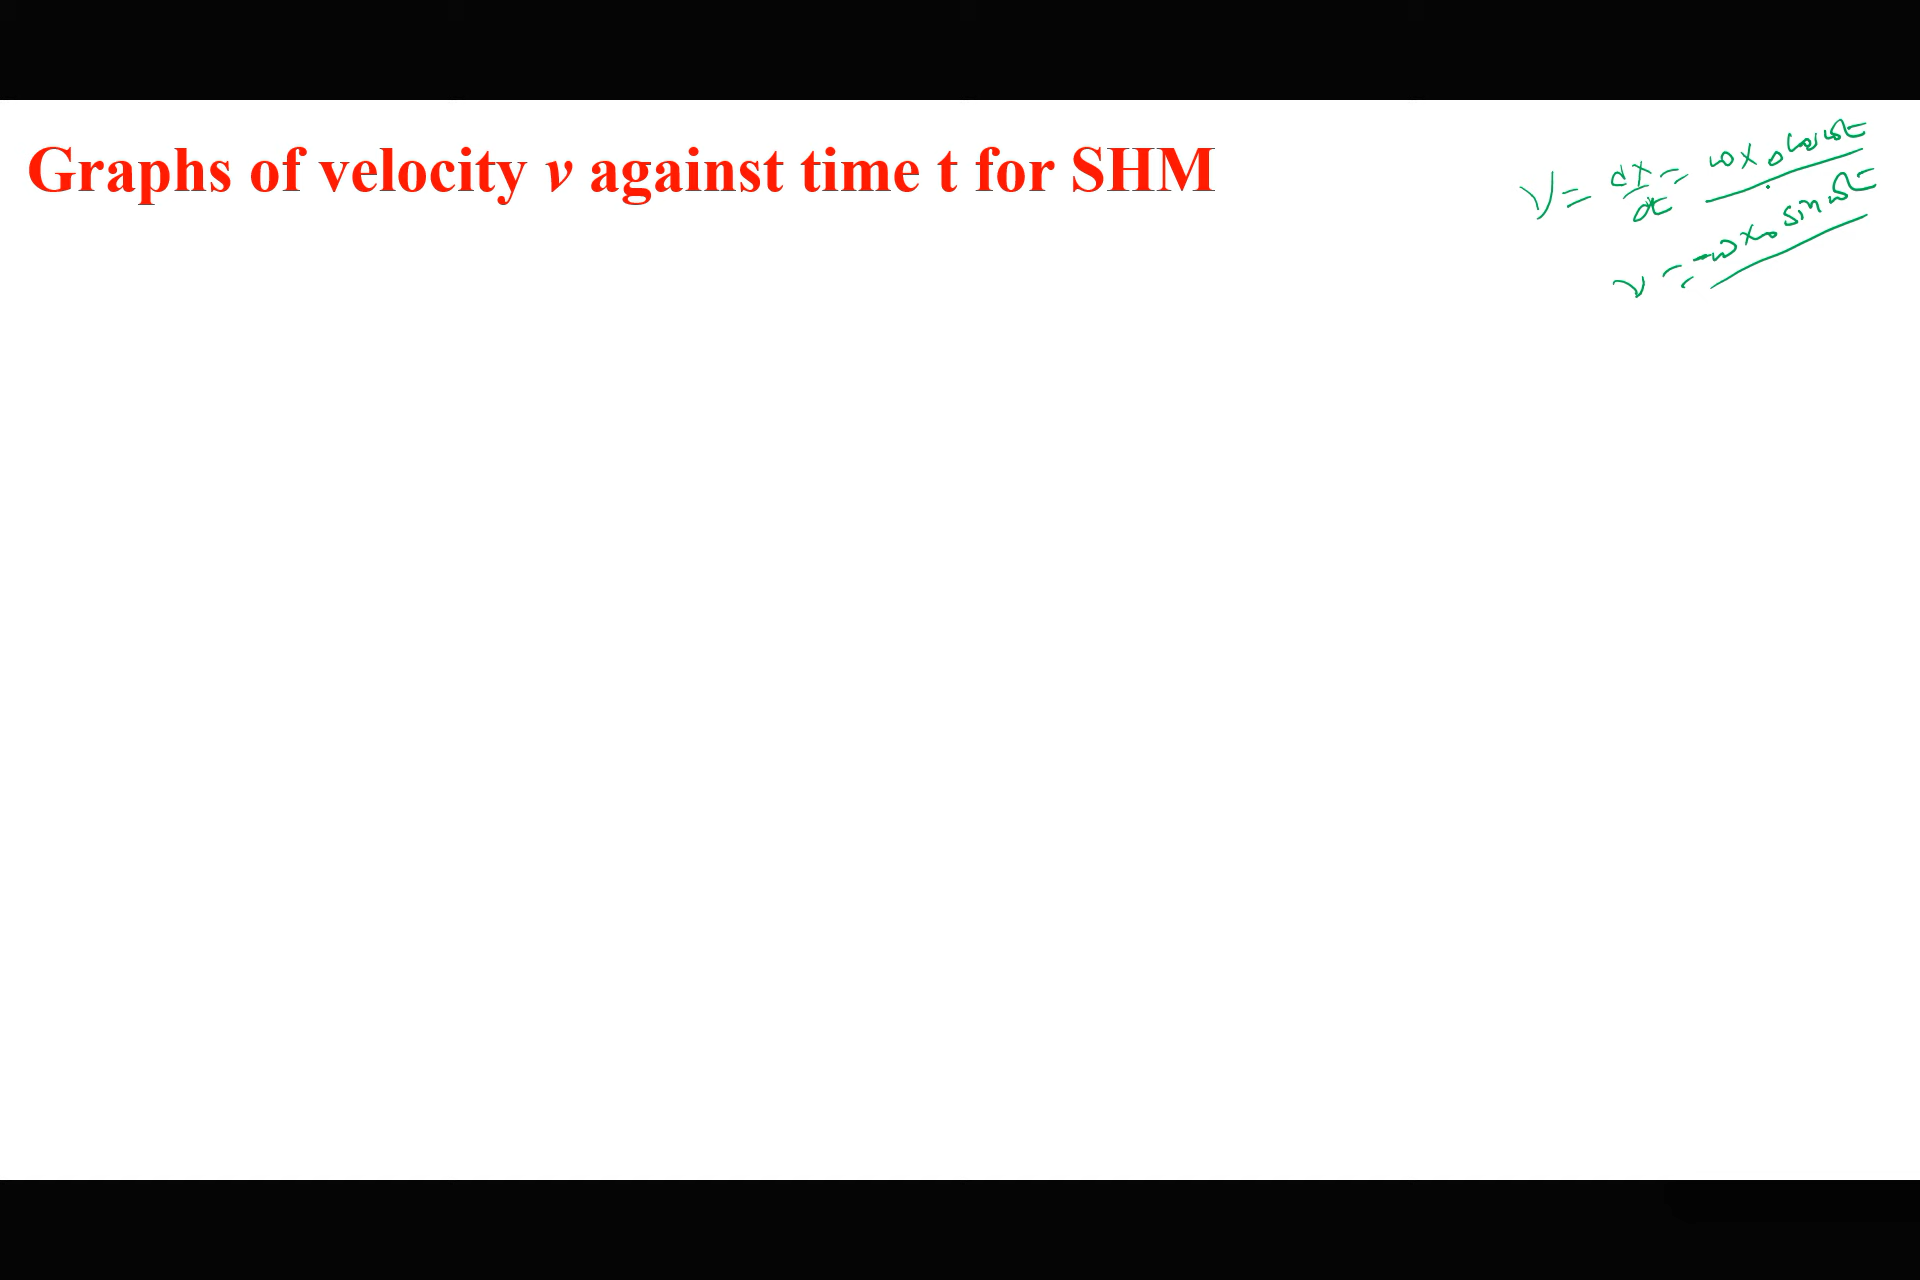 Graphs of velocity v against time t for SHM
v = dx/dt = ωx₀ cos ωt
v = -ωx₀ sin ωt